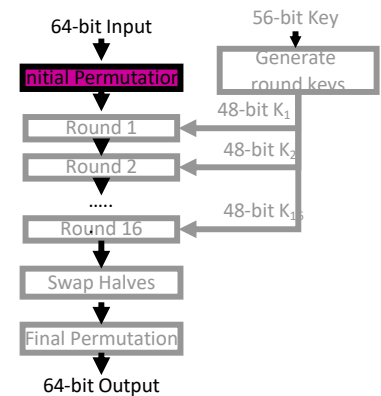 64-bit Input
nitial Permutation
Round 1
Round 2
.....
Round 16
Swap Halves
Final Permutation
64-bit Output
56-bit Key
Generate
round keys
48-bit K₁
48-bit K₂
48-bit K₁₆